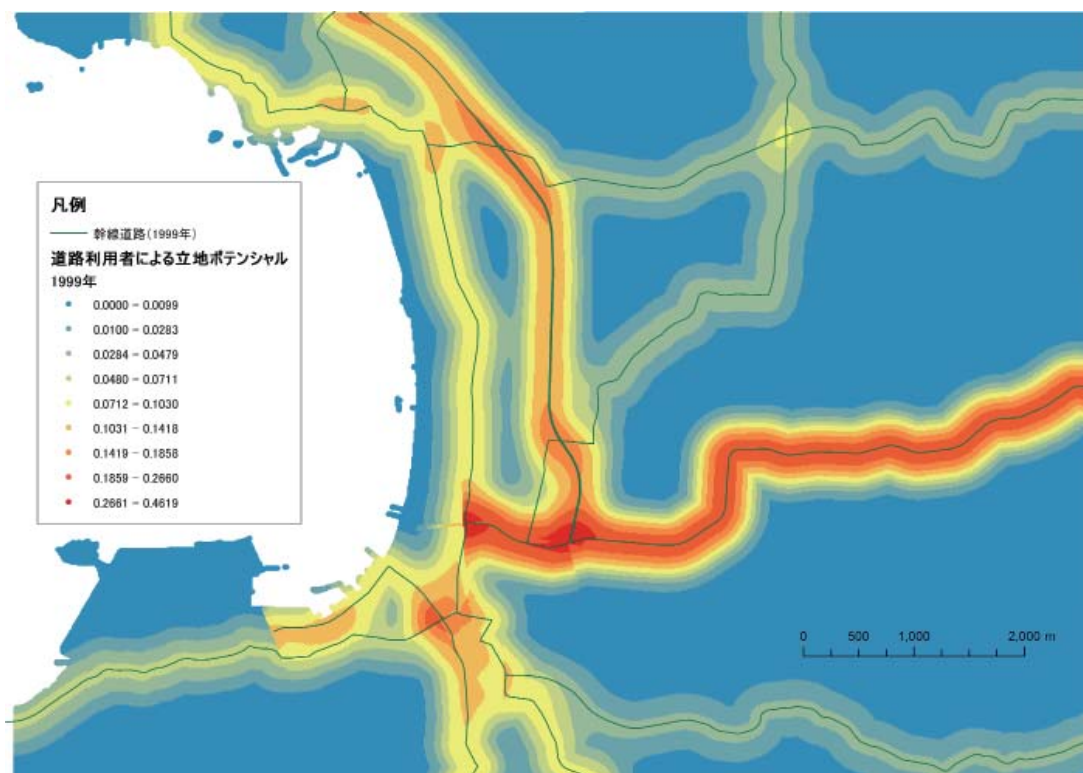 凡例
幹線道路(1999年)
道路利用者による立地ポテンシャル
1999年
0.0000 - 0.0099
0.0100 - 0.0283
0.0284 - 0.0479
0.0480 - 0.0711
0.0712 - 0.1030
0.1031 - 0.1418
0.1419 - 0.1858
0.1859 - 0.2660
0.2661 - 0.4619
0 500 1,000 2,000 m